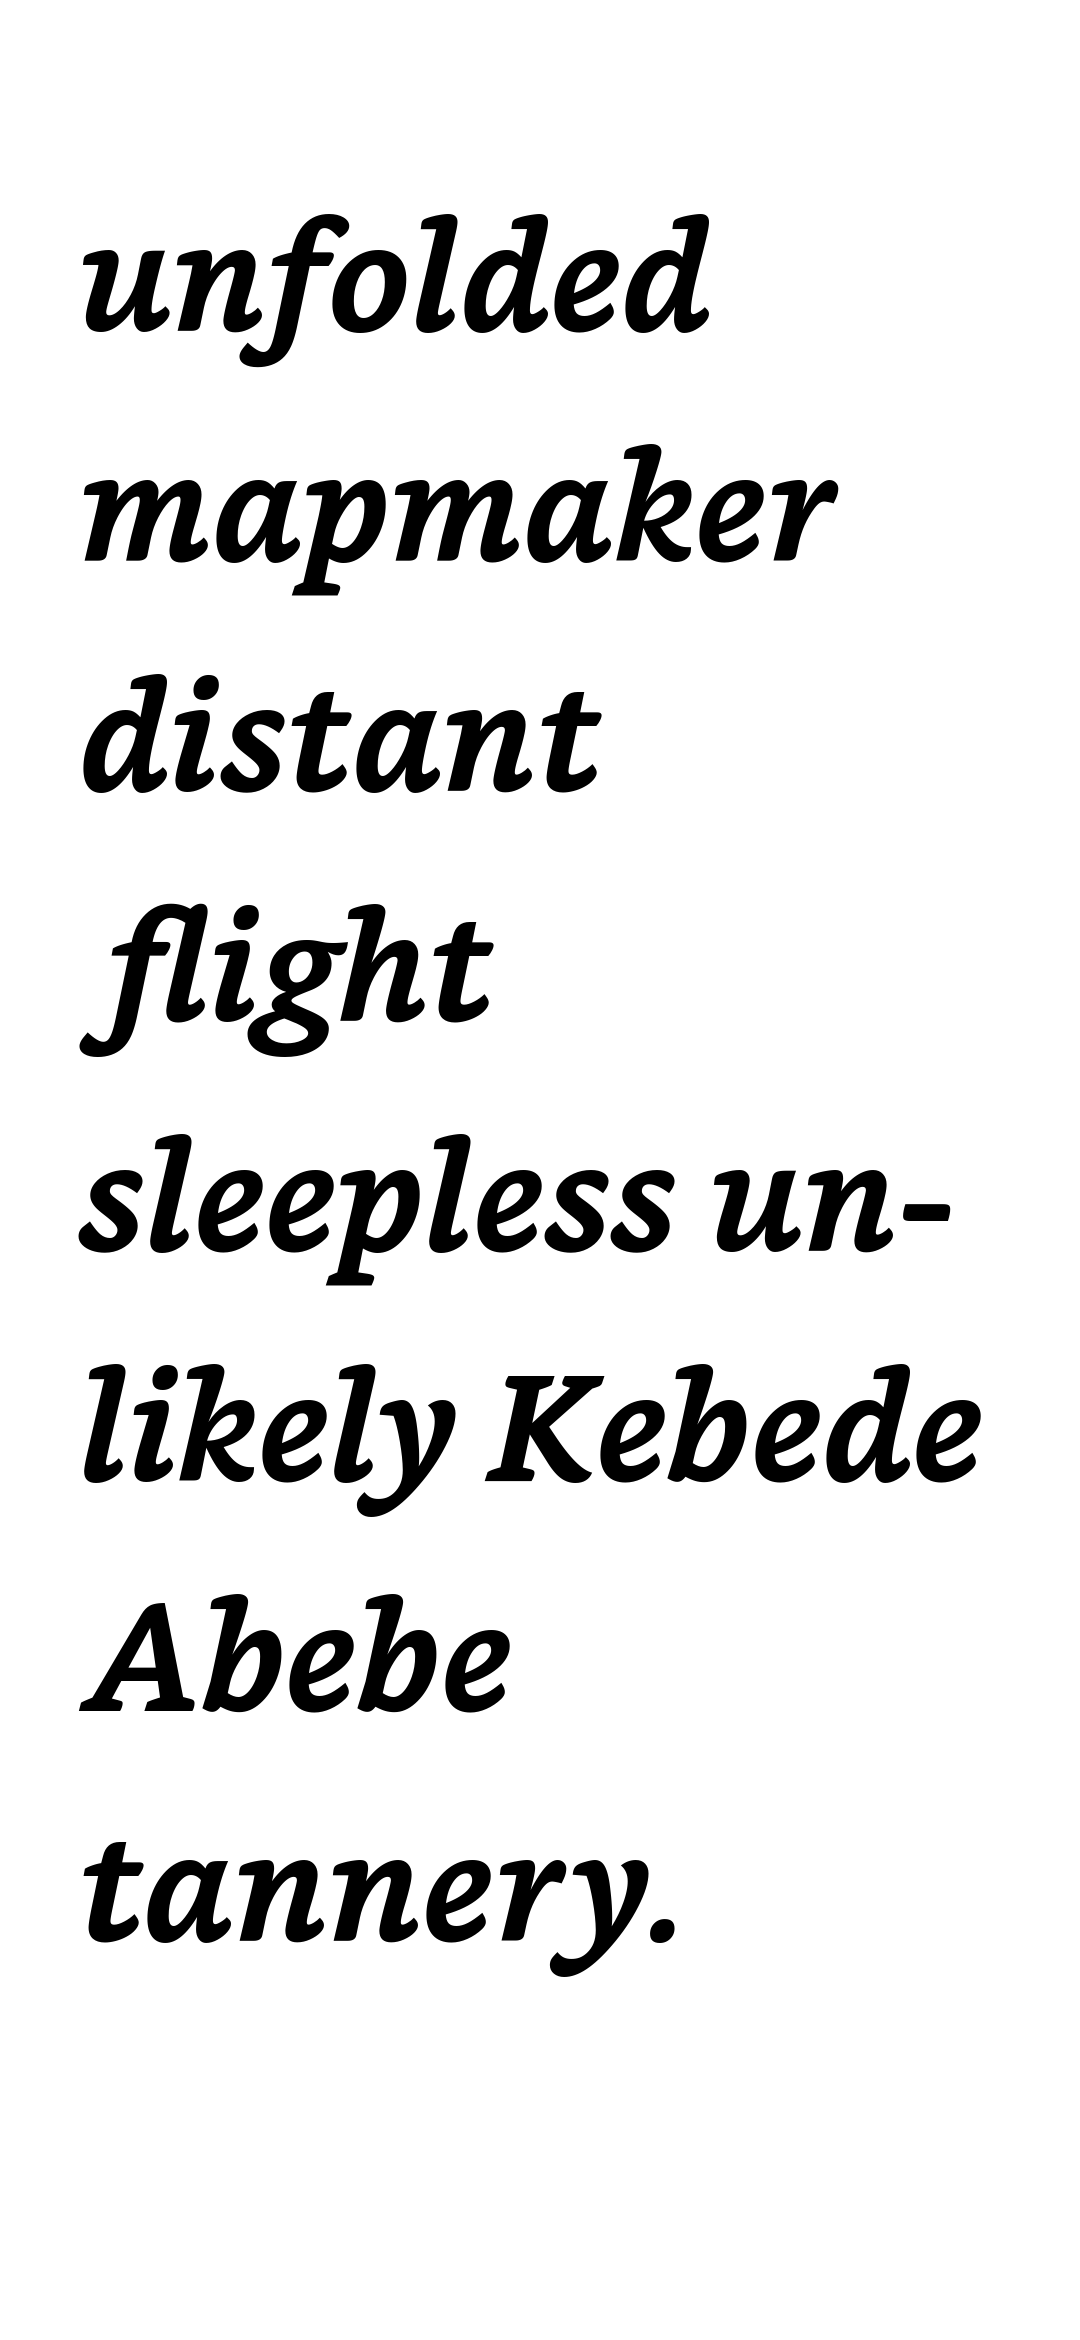 unfolded
mapmaker
distant
flight
sleepless un-
likely Kebede
Abebe
tannery.